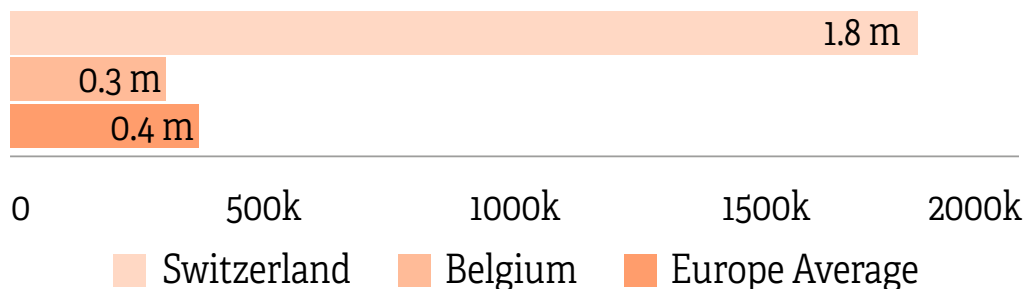 1.8 m
0.3 m
0.4 m
0 500k 1000k 1500k 2000k
Switzerland Belgium Europe Average